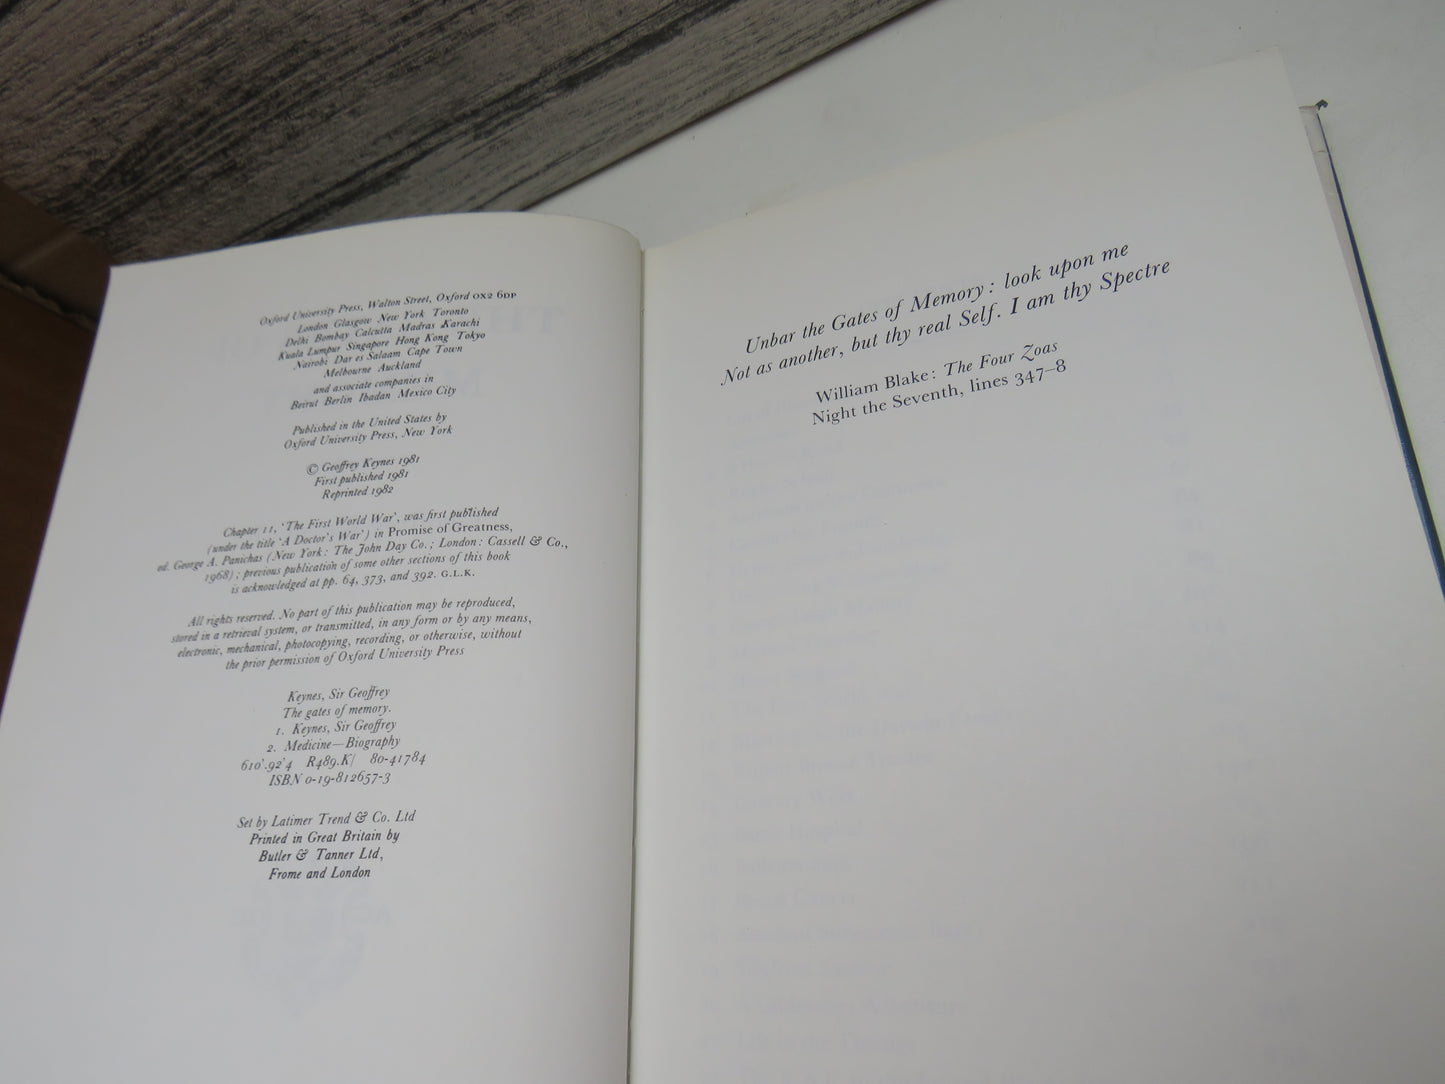 Oxford University Press, Walton Street, Oxford OX2 6DP
London Glasgow New York Toronto
Delhi Bombay Calcutta Madras Karachi
Kuala Lumpur Singapore Hong Kong Tokyo
Nairobi Dar es Salaam Cape Town
Melbourne Auckland
and associate companies in
Beirut Berlin Ibadan Mexico City
Published in the United States by
Oxford University Press, New York
© Geoffrey Keynes 1981
First published 1981
Reprinted 1982
Chapter 11, 'The First World War', was first published
(under the title 'A Doctor's War') in Promise of Greatness,
ed. George A. Panichas (New York: The John Day Co.; London: Cassell & Co.,
1968); previous publication of some other sections of this book
is acknowledged at pp. 64, 373, and 392. G.L.K.
All rights reserved. No part of this publication may be reproduced,
stored in a retrieval system, or transmitted, in any form or by any means,
electronic, mechanical, photocopying, recording, or otherwise, without
the prior permission of Oxford University Press
Keynes, Sir Geoffrey
The gates of memory.
1. Keynes, Sir Geoffrey
2. Medicine—Biography
610'.92'4 R489.K/ 80-41784
ISBN 0-19-812657-3
Set by Latimer Trend & Co. Ltd
Printed in Great Britain by
Butler & Tanner Ltd,
Frome and London
Unbar the Gates of Memory: look upon me
Not as another, but thy real Self. I am thy Spectre
William Blake: The Four Zoas
Night the Seventh, lines 347–8